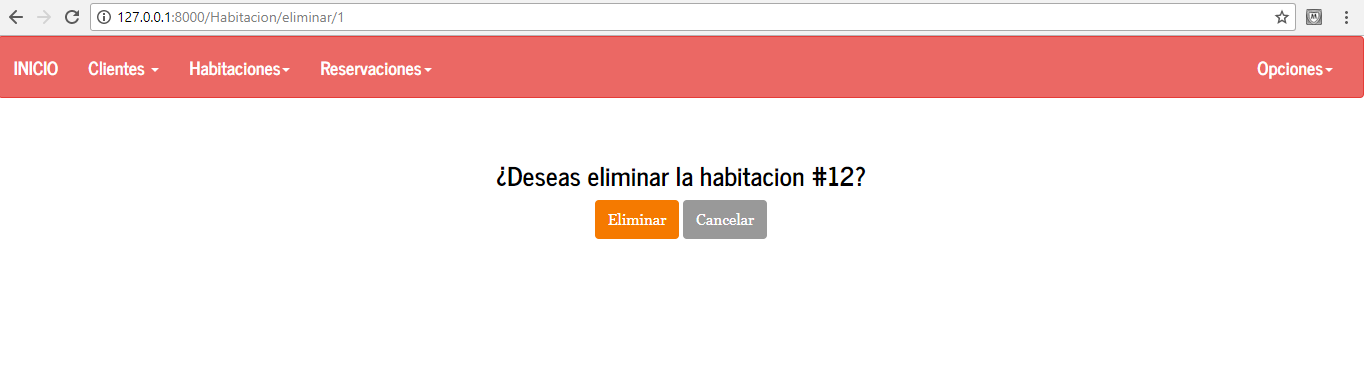 127.0.0.1:8000/Habitacion/eliminar/1
INICIO Clientes Habitaciones Reservaciones Opciones
¿Deseas eliminar la habitacion #12?
Eliminar Cancelar